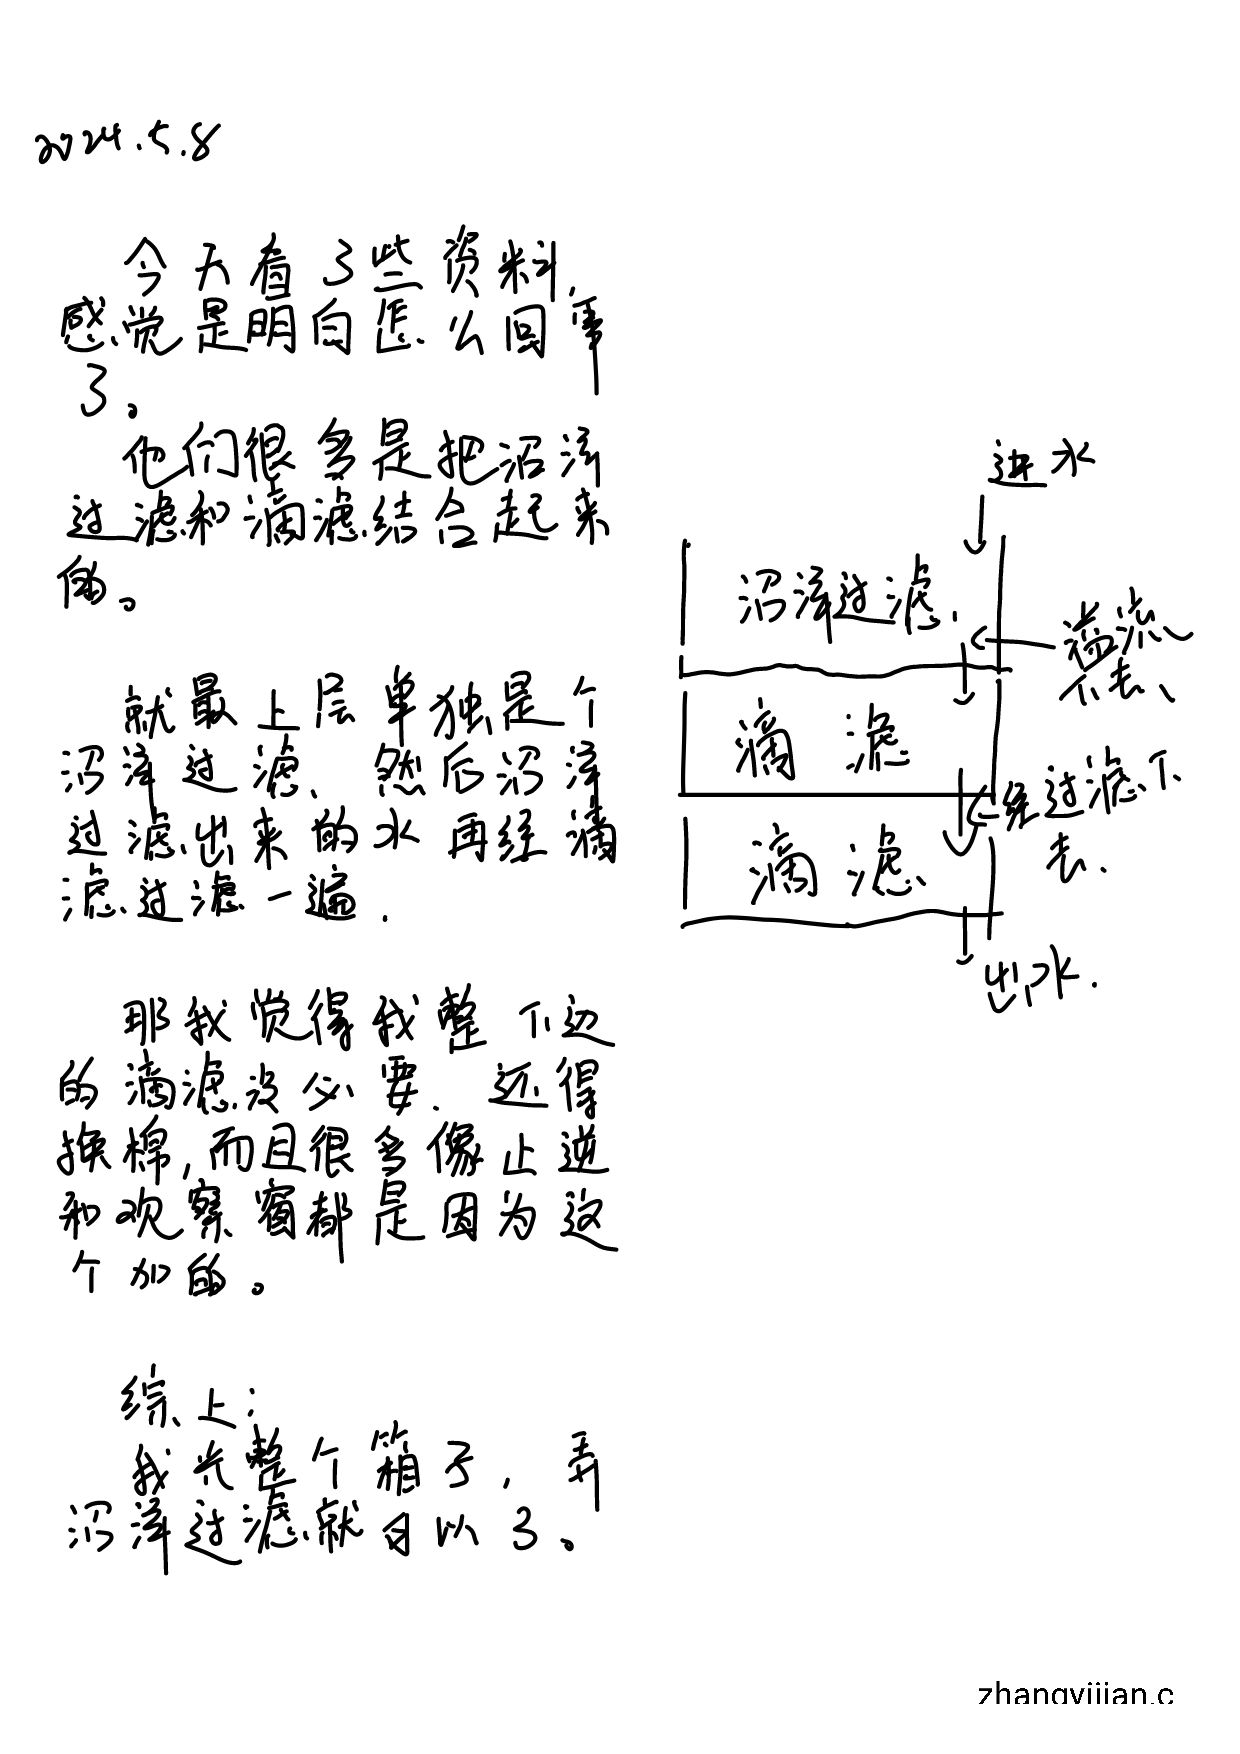 2024.5.8
今天看了些资料,
感觉是明白怎么回事
了。
他们很多是把沼泽
过滤和滴滤结合起来
的。
就最上层单独是个
沼泽过滤、然后沼泽
过滤出来的水再经滴
滤过滤一遍.
那我觉得我整下边
的滴滤没必要. 还得
换棉,而且很多像止逆
和观察窗都是因为这
个加的。
综上:
我光整个箱子,弄
沼泽过滤就可以了。
进水
沼泽过滤.
溢流
下去、
滴滤
经过滤下
去.
滴滤
出水.
zhangyijian.c